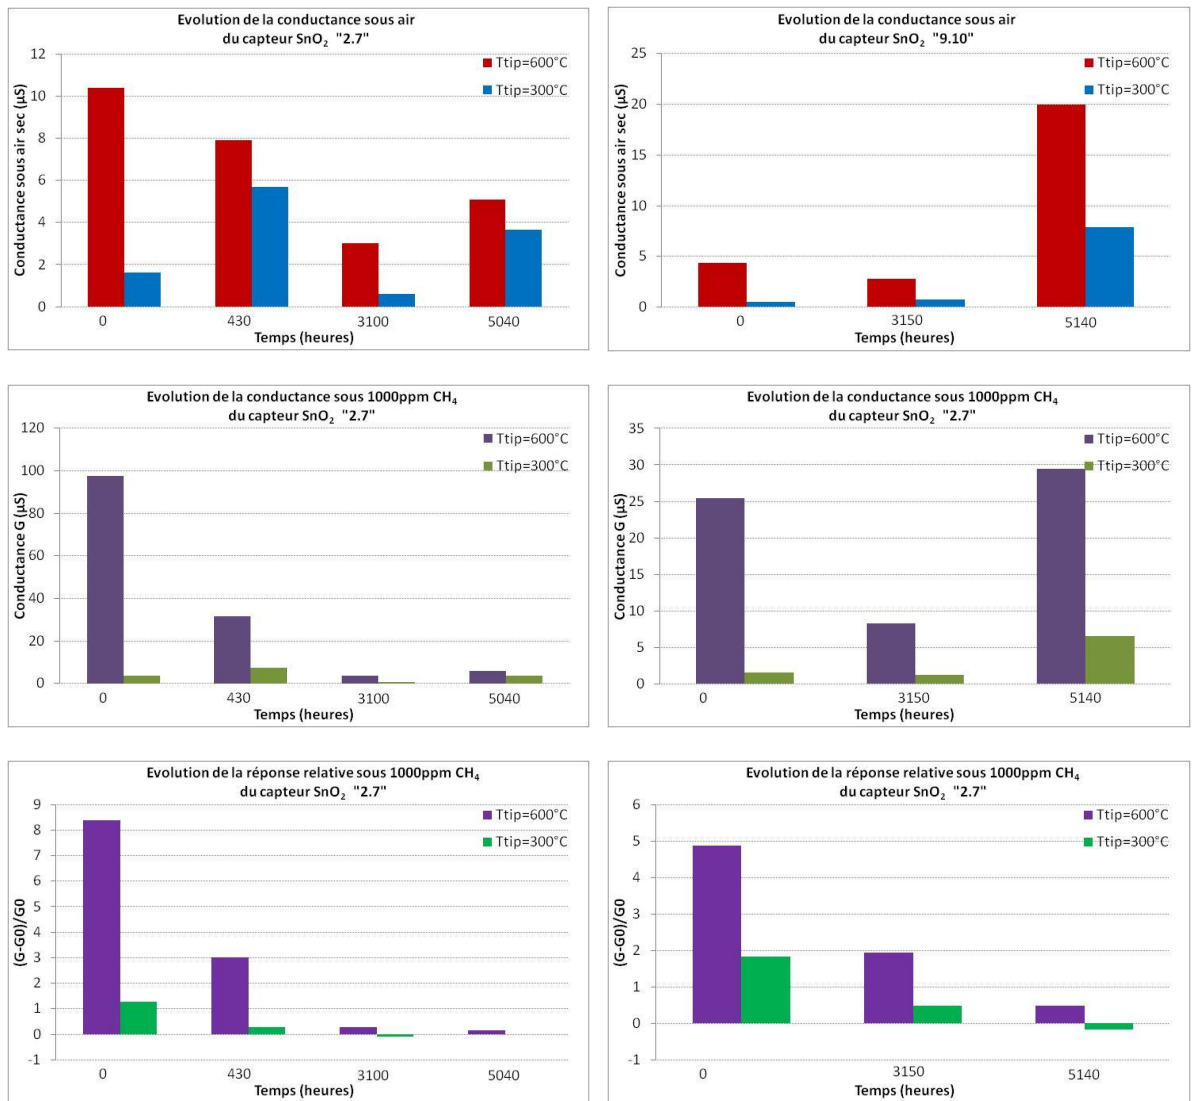 Evolution de la conductance sous air
du capteur SnO₂ "2.7"
12
10
8
6
4
2
0
Conductance sous air sec (µS)
Ttip=600°C
Ttip=300°C
0 430 3100 5040
Temps (heures)
Evolution de la conductance sous air
du capteur SnO₂ "9.10"
25
20
15
10
5
0
Conductance sous air sec (µS)
Ttip=600°C
Ttip=300°C
0 3150 5140
Temps (heures)
Evolution de la conductance sous 1000ppm CH₄
du capteur SnO₂ "2.7"
120
100
80
60
40
20
0
Conductance G (µS)
Ttip=600°C
Ttip=300°C
0 430 3100 5040
Temps (heures)
Evolution de la conductance sous 1000ppm CH₄
du capteur SnO₂ "2.7"
35
30
25
20
15
10
5
0
Conductance G (µS)
Ttip=600°C
Ttip=300°C
0 3150 5140
Temps (heures)
Evolution de la réponse relative sous 1000ppm CH₄
du capteur SnO₂ "2.7"
9
8
7
6
5
4
3
2
1
0
-1
(G-G0)/G0
Ttip=600°C
Ttip=300°C
0 430 3100 5040
Temps (heures)
Evolution de la réponse relative sous 1000ppm CH₄
du capteur SnO₂ "2.7"
6
5
4
3
2
1
0
-1
(G-G0)/G0
Ttip=600°C
Ttip=300°C
0 3150 5140
Temps (heures)